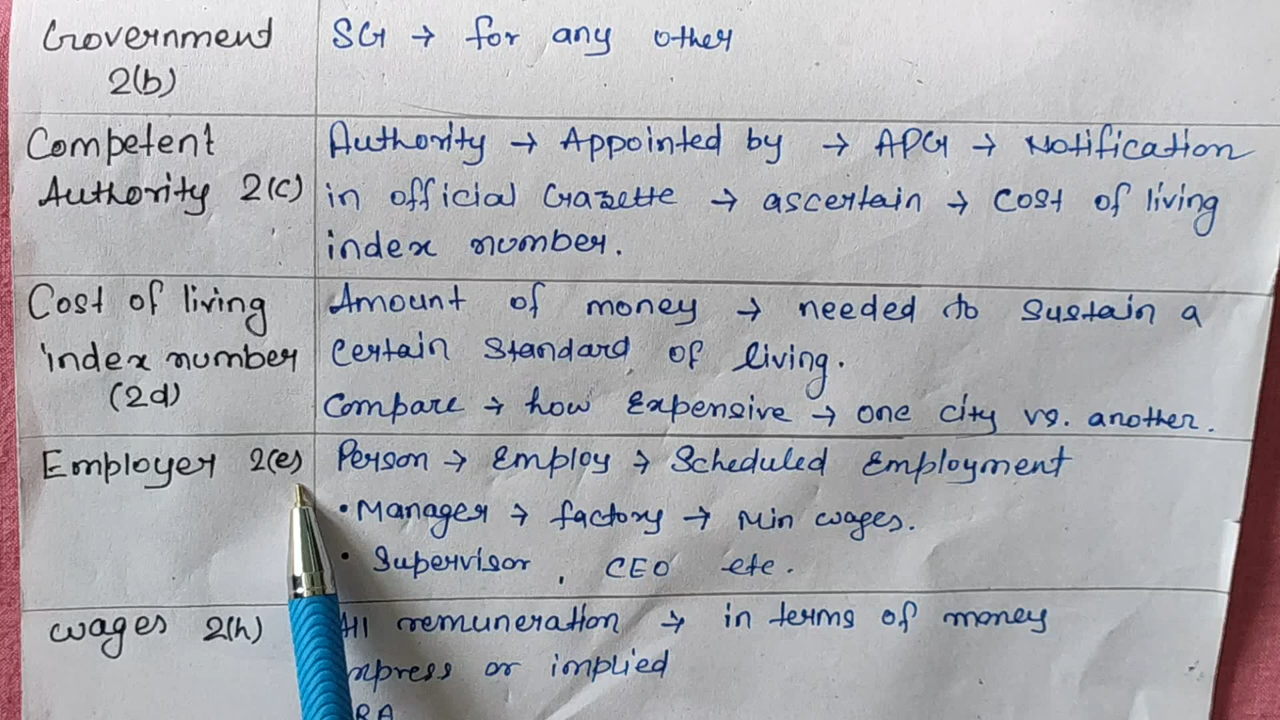 Government SG → for any other
2(b)
Competent Authority → Appointed by → APG → Notification
Authority 2(c) in official Gazette → ascertain → cost of living
index number.
Cost of living Amount of money → needed to sustain a
index number certain standard of living.
(2d)
Compare → how expensive → one city vs. another.
Employer 2(e) Person → Employ → Scheduled Employment
• Manager → factory → Min wages.
• Supervisor, CEO etc.
wages 2(h) All remuneration → in terms of money
or implied